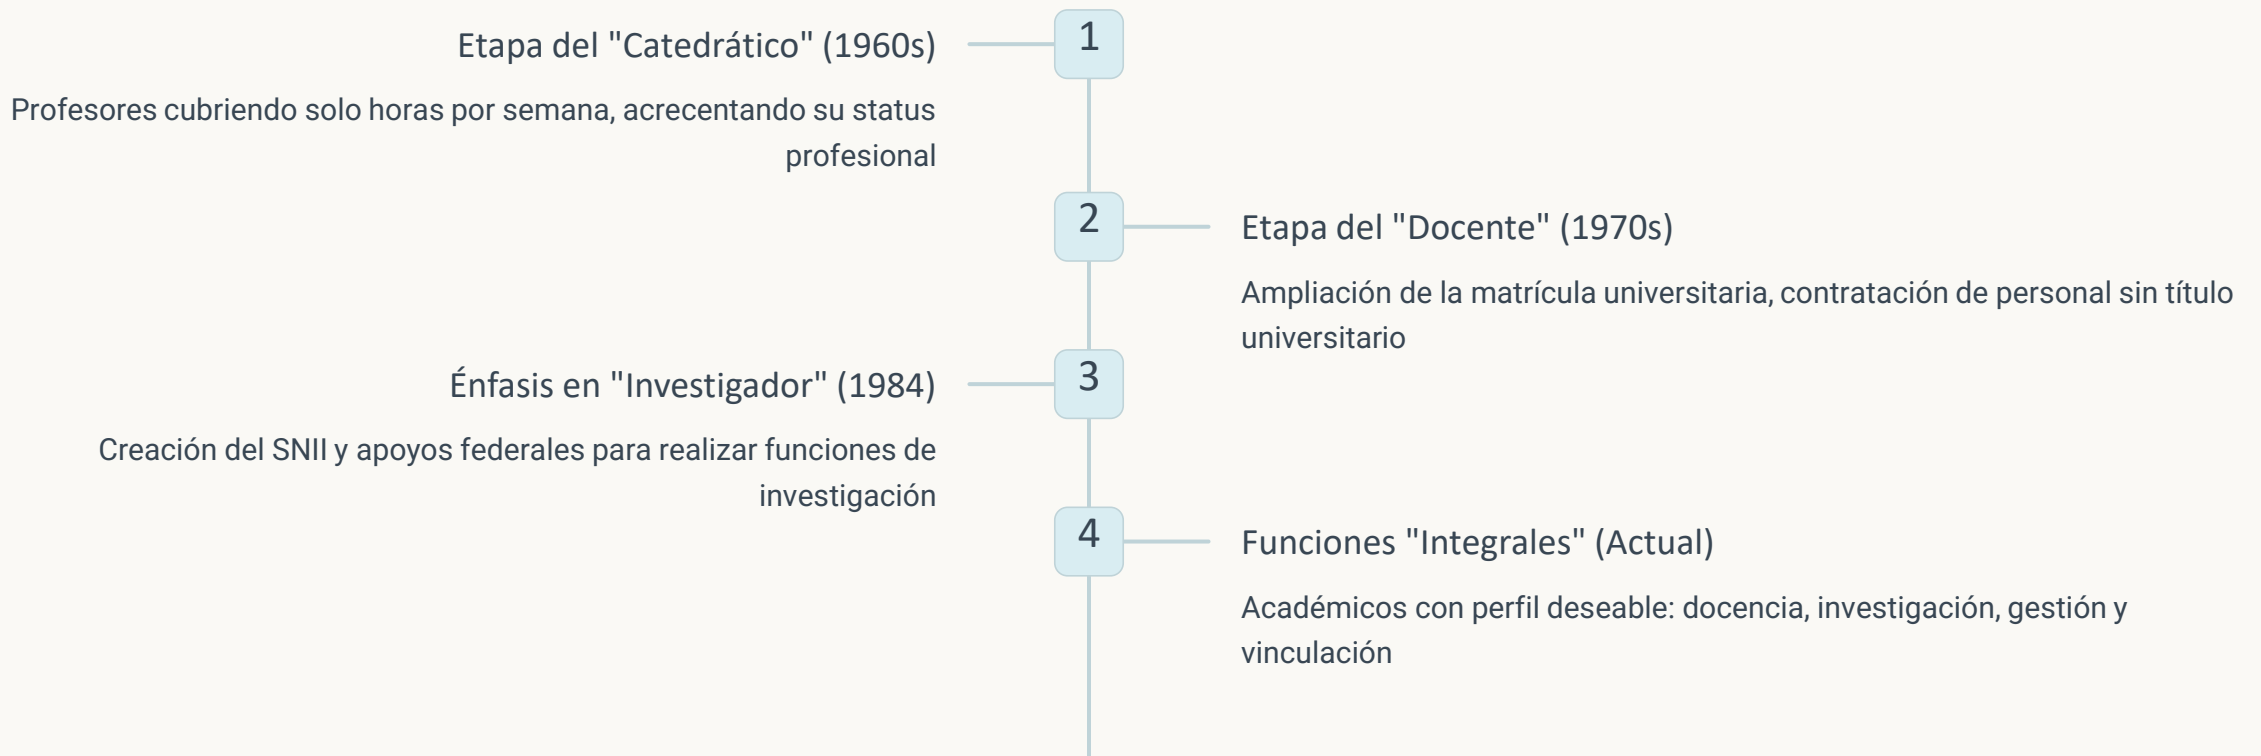 1
Etapa del "Catedrático" (1960s)
Profesores cubriendo solo horas por semana, acrecentando su status
profesional
2
Etapa del "Docente" (1970s)
Ampliación de la matrícula universitaria, contratación de personal sin título
universitario
3
Énfasis en "Investigador" (1984)
Creación del SNII y apoyos federales para realizar funciones de
investigación
4
Funciones "Integrales" (Actual)
Académicos con perfil deseable: docencia, investigación, gestión y
vinculación